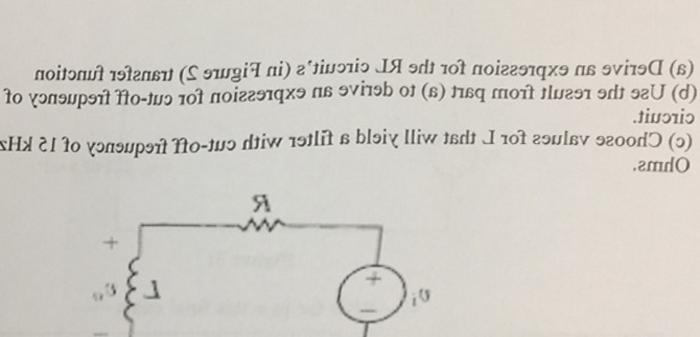 (a) Derive an expression for the RL circuit's (in Figure 2) transfer function
(b) Use the result from part (a) to derive an expression for cut-off frequency of
circuit.
(c) Choose values for L that will yield a filter with cut-off frequency of 15 kHz
Ohms.
R
+
+
L
vo
vi